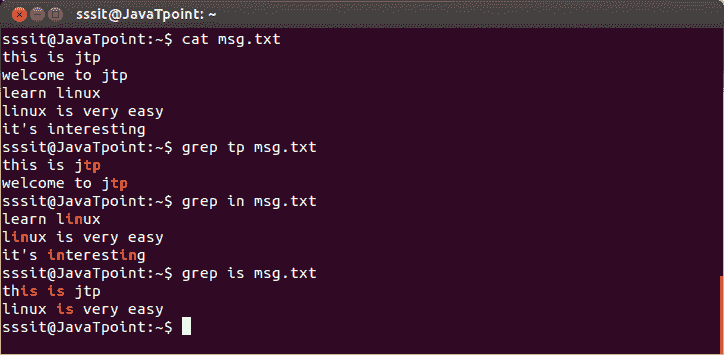 sssit@JavaTpoint: ~
sssit@JavaTpoint:~$ cat msg.txt
this is jtp
welcome to jtp
learn linux
linux is very easy
it's interesting
sssit@JavaTpoint:~$ grep tp msg.txt
this is jtp
welcome to jtp
sssit@JavaTpoint:~$ grep in msg.txt
learn linux
linux is very easy
it's interesting
sssit@JavaTpoint:~$ grep is msg.txt
this is jtp
linux is very easy
sssit@JavaTpoint:~$